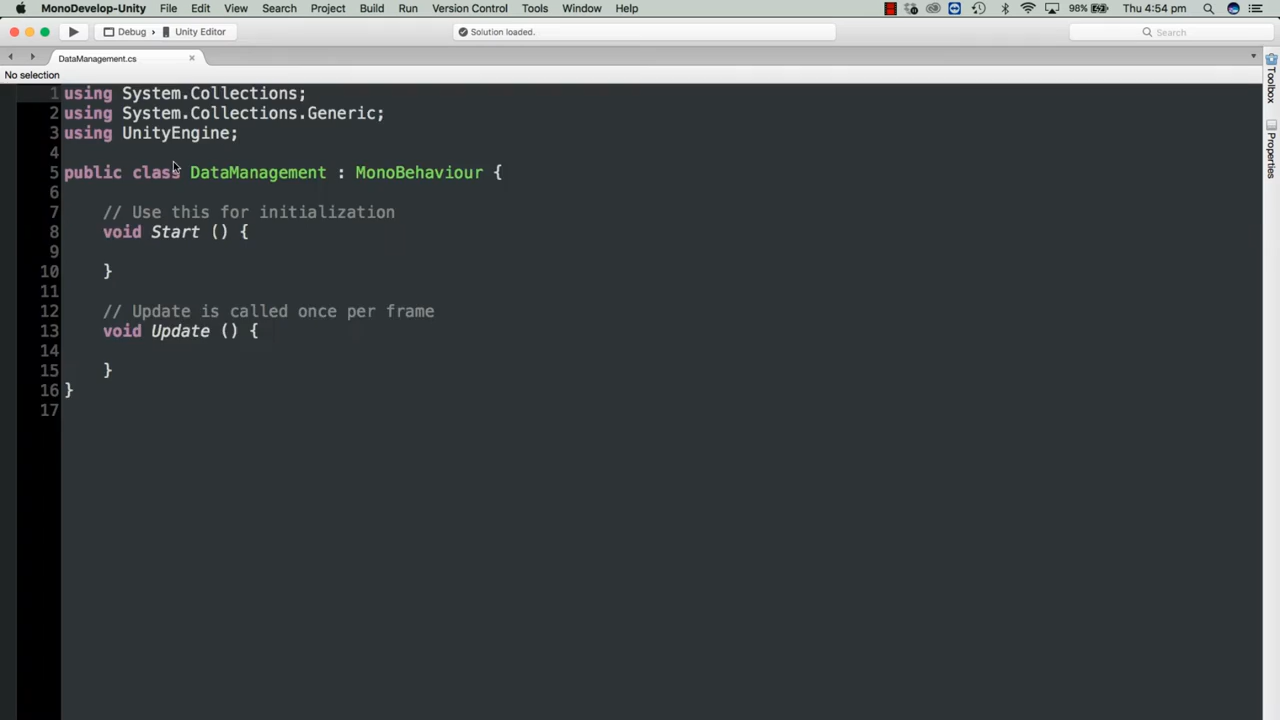 MonoDevelop-Unity File Edit View Search Project Build Run Version Control Tools Window Help 98% Thu 4:54 pm
Debug Unity Editor Solution loaded. Search
DataManagement.cs
No selection
Toolbox
Properties
1 using System.Collections;
2 using System.Collections.Generic;
3 using UnityEngine;
4
5 public class DataManagement : MonoBehaviour {
6
7 // Use this for initialization
8 void Start () {
9
10 }
11
12 // Update is called once per frame
13 void Update () {
14
15 }
16 }
17